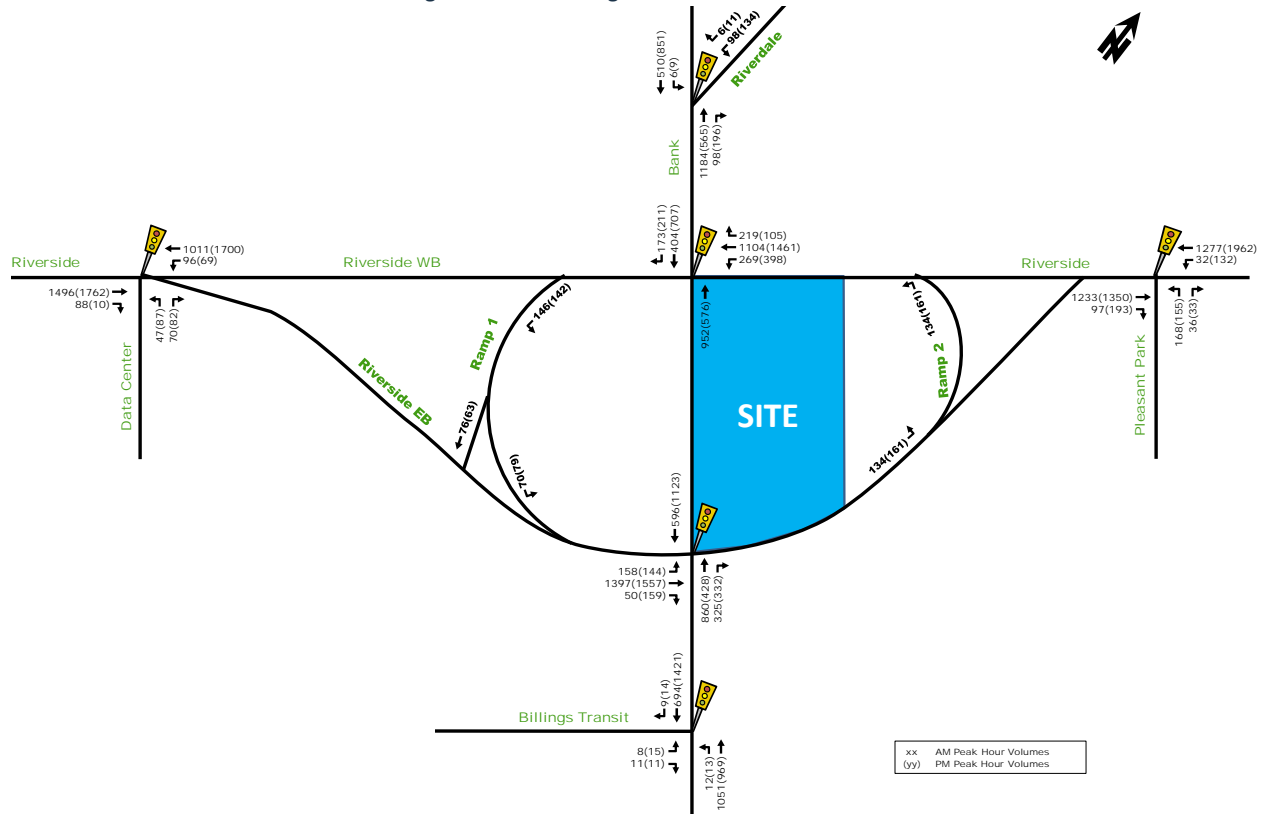 6(11)
98(134)
Riverdale
510(851)
6(9)
1184(565)
98(196)
Bank
N
173(211)
404(707)
219(105)
1104(1461)
269(398)
952(576)
1011(1700)
96(69)
Riverside
Riverside WB
Riverside
1277(1962)
32(132)
1496(1762)
88(10)
47(87)
70(82)
Data Center
146(142)
Ramp 1
76(63)
70(79)
Riverside EB
SITE
134(161)
Ramp 2
134(161)
1233(1350)
97(193)
168(155)
36(33)
Pleasant Park
596(1123)
158(144)
1397(1557)
50(159)
860(428)
325(332)
9(14)
694(1421)
Billings Transit
8(15)
11(11)
12(13)
1051(969)
xx AM Peak Hour Volumes
(yy) PM Peak Hour Volumes